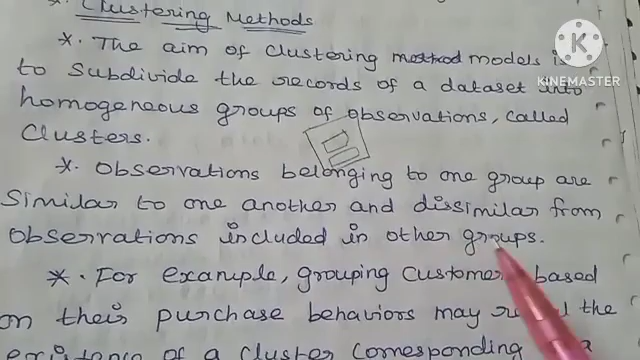 * Clustering Methods
* . The aim of clustering method models is
to subdivide the records of a dataset into
homogeneous groups of observations, called
Clusters.
* . Observations belonging to one group are
Similar to one another and dissimilar from
observations included in other groups.
* . For example, grouping customer based
on their purchase behaviors may the
of a cluster corresponding a
K
KINEMASTER